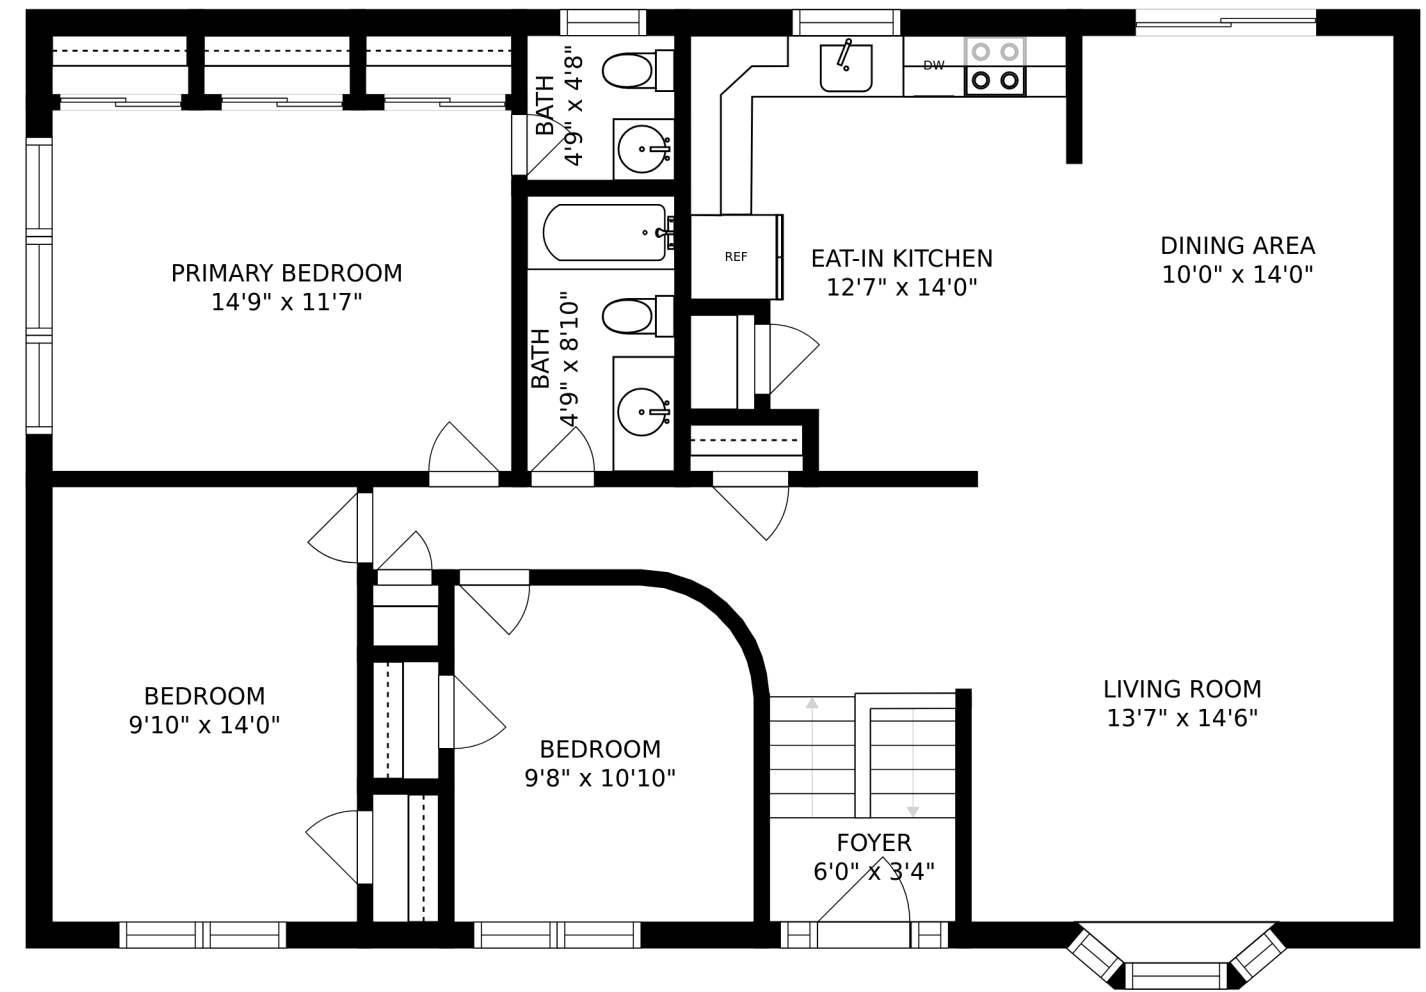 BATH
4'9" x 4'8"
DW
PRIMARY BEDROOM
14'9" x 11'7"
REF
EAT-IN KITCHEN
12'7" x 14'0"
DINING AREA
10'0" x 14'0"
BATH
4'9" x 8'10"
BEDROOM
9'10" x 14'0"
BEDROOM
9'8" x 10'10"
LIVING ROOM
13'7" x 14'6"
FOYER
6'0" x 3'4"